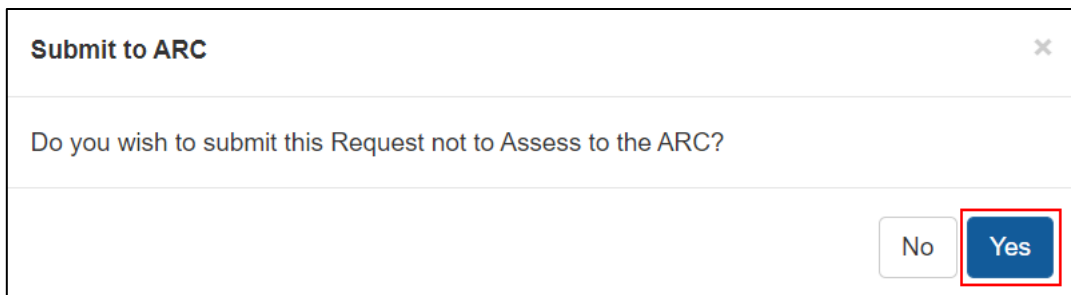 Submit to ARC
×
Do you wish to submit this Request not to Assess to the ARC?
No
Yes